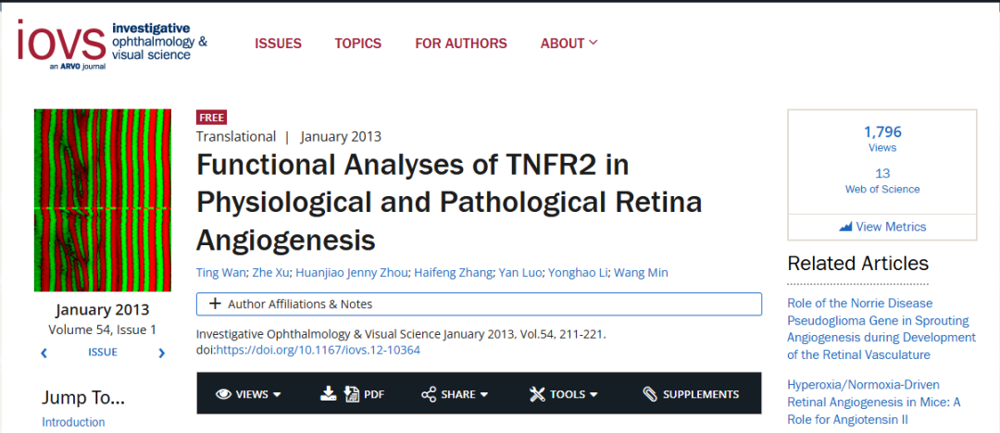 iovs
investigative
ophthalmology &
visual science
an ARVO journal
ISSUES
TOPICS
FOR AUTHORS
ABOUT
January 2013
Volume 54, Issue 1
ISSUE
Jump To...
Introduction
FREE
Translational | January 2013
Functional Analyses of TNFR2 in
Physiological and Pathological Retina
Angiogenesis
Ting Wan; Zhe Xu; Huanjiao Jenny Zhou; Haifeng Zhang; Yan Luo; Yonghao Li; Wang Min
+ Author Affiliations & Notes
Investigative Ophthalmology & Visual Science January 2013, Vol.54, 211-221.
doi:https://doi.org/10.1167/iovs.12-10364
VIEWS
PDF
SHARE
TOOLS
SUPPLEMENTS
1,796
Views
13
Web of Science
View Metrics
Related Articles
Role of the Norrie Disease
Pseudoglioma Gene in Sprouting
Angiogenesis during Development
of the Retinal Vasculature
Hyperoxia/Normoxia-Driven
Retinal Angiogenesis in Mice: A
Role for Angiotensin II